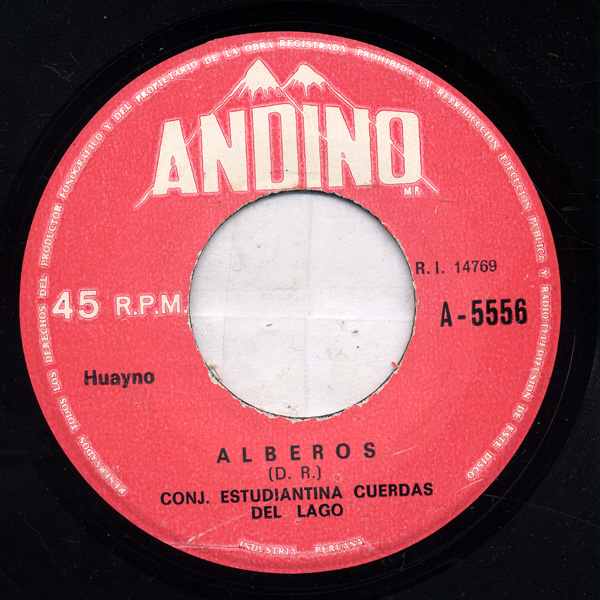 RESERVADOS TODOS LOS DERECHOS DEL PRODUCTOR FONOGRAFICO Y DEL PROPIETARIO DE LA OBRA REGISTRADA PROHIBIDA LA REPRODUCCION EJECUCION PUBLICA Y RADIO-TELEDIFUSION DE ESTE DISCO
ANDINO
M.R.
R. I. 14769
45 R.P.M.
A-5556
Huayno
ALBEROS
(D. R.)
CONJ. ESTUDIANTINA CUERDAS
DEL LAGO
INDUSTRIA PERUANA